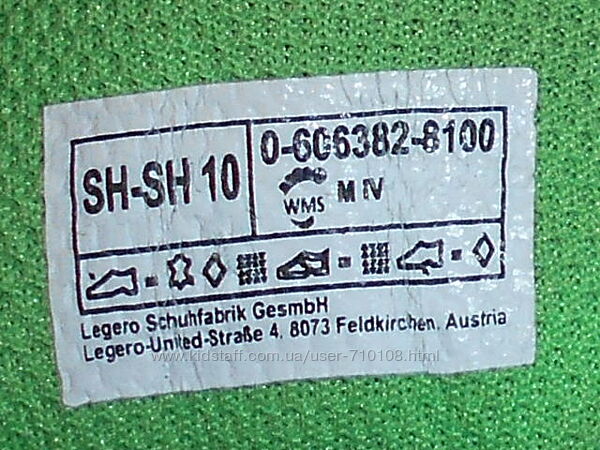 SH-SH 10
0-606382-8100
WMS
M IV
Legero Schuhfabrik GesmbH
Legero-United-Straße 4, 8073 Feldkirchen, Austria
www.kidstaff.com.ua/user-710108.html